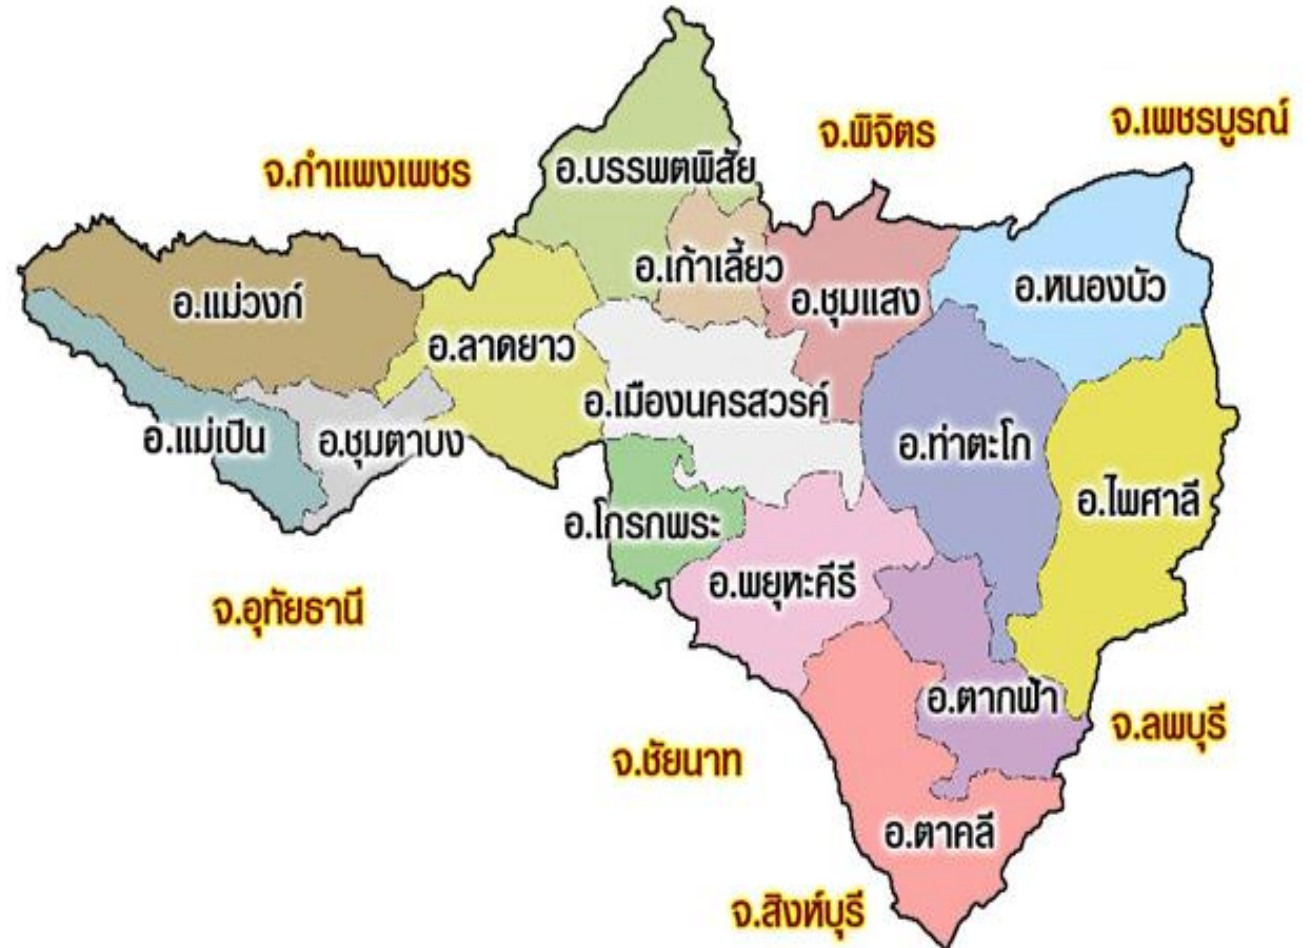 จ.เพชรบูรณ์
จ.พิจิตร
จ.กำแพงเพชร
อ.บรรพตพิสัย
อ.เก้าเลี้ยว
อ.หนองบัว
อ.แม่วงก์
อ.ชุมแสง
อ.ลาดยาว
อ.เมืองนครสวรค์
อ.แม่เปิน
อ.ชุมตาบง
อ.ท่าตะโก
อ.ไพศาลี
อ.โกรกพระ
อ.พยุหะคีรี
จ.อุทัยธานี
อ.ตากฟ้า
จ.ลพบุรี
จ.ชัยนาท
อ.ตาคลี
จ.สิงห์บุรี